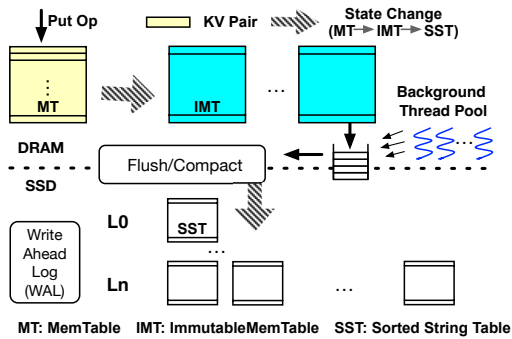 Put Op
KV Pair
State Change
(MT→IMT→SST)
⋮
MT
IMT
...
Background
Thread Pool
...
DRAM
SSD
Flush/Compact
Write
Ahead
Log
(WAL)
L0
SST
...
Ln
...
MT: MemTable IMT: ImmutableMemTable SST: Sorted String Table